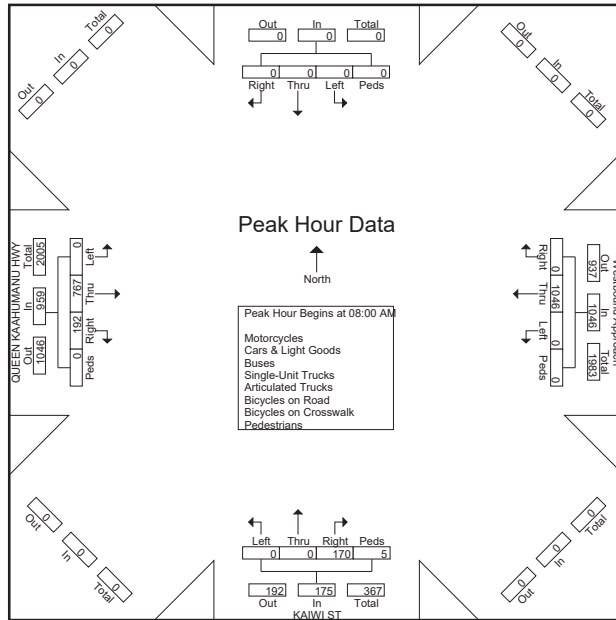 Out In Total
0 0 0
0 0 0 0
Right Thru Left Peds
Total
0
In
0
Out
0
Out
0
In
0
Total
0
Peak Hour Data
North
Peak Hour Begins at 08:00 AM
Motorcycles
Cars & Light Goods
Buses
Single-Unit Trucks
Articulated Trucks
Bicycles on Road
Bicycles on Crosswalk
Pedestrians
QUEEN KAAHUMANU HWY
Out In Total
1046 959 2005
Peds Right Thru Left
0 192 767 0
Right Thru Left Peds
0 1046 0 0
Out In Total
937 1046 1983
Westbound Approach
Out
0
In
0
Total
0
Left Thru Right Peds
0 0 170 5
192 175 367
Out In Total
KAIWI ST
Total
0
In
0
Out
0